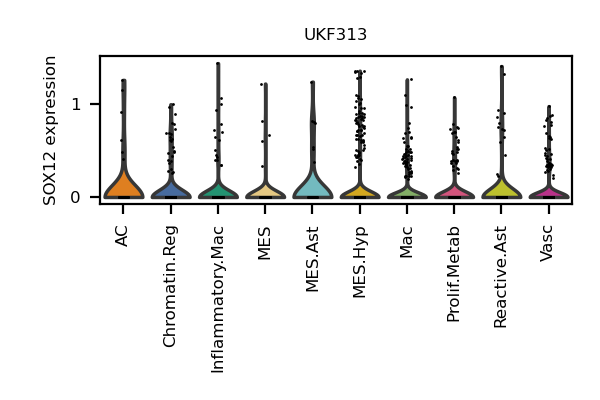 UKF313
SOX12 expression
1
0
AC
Chromatin.Reg
Inflammatory.Mac
MES
MES.Ast
MES.Hyp
Mac
Prolif.Metab
Reactive.Ast
Vasc